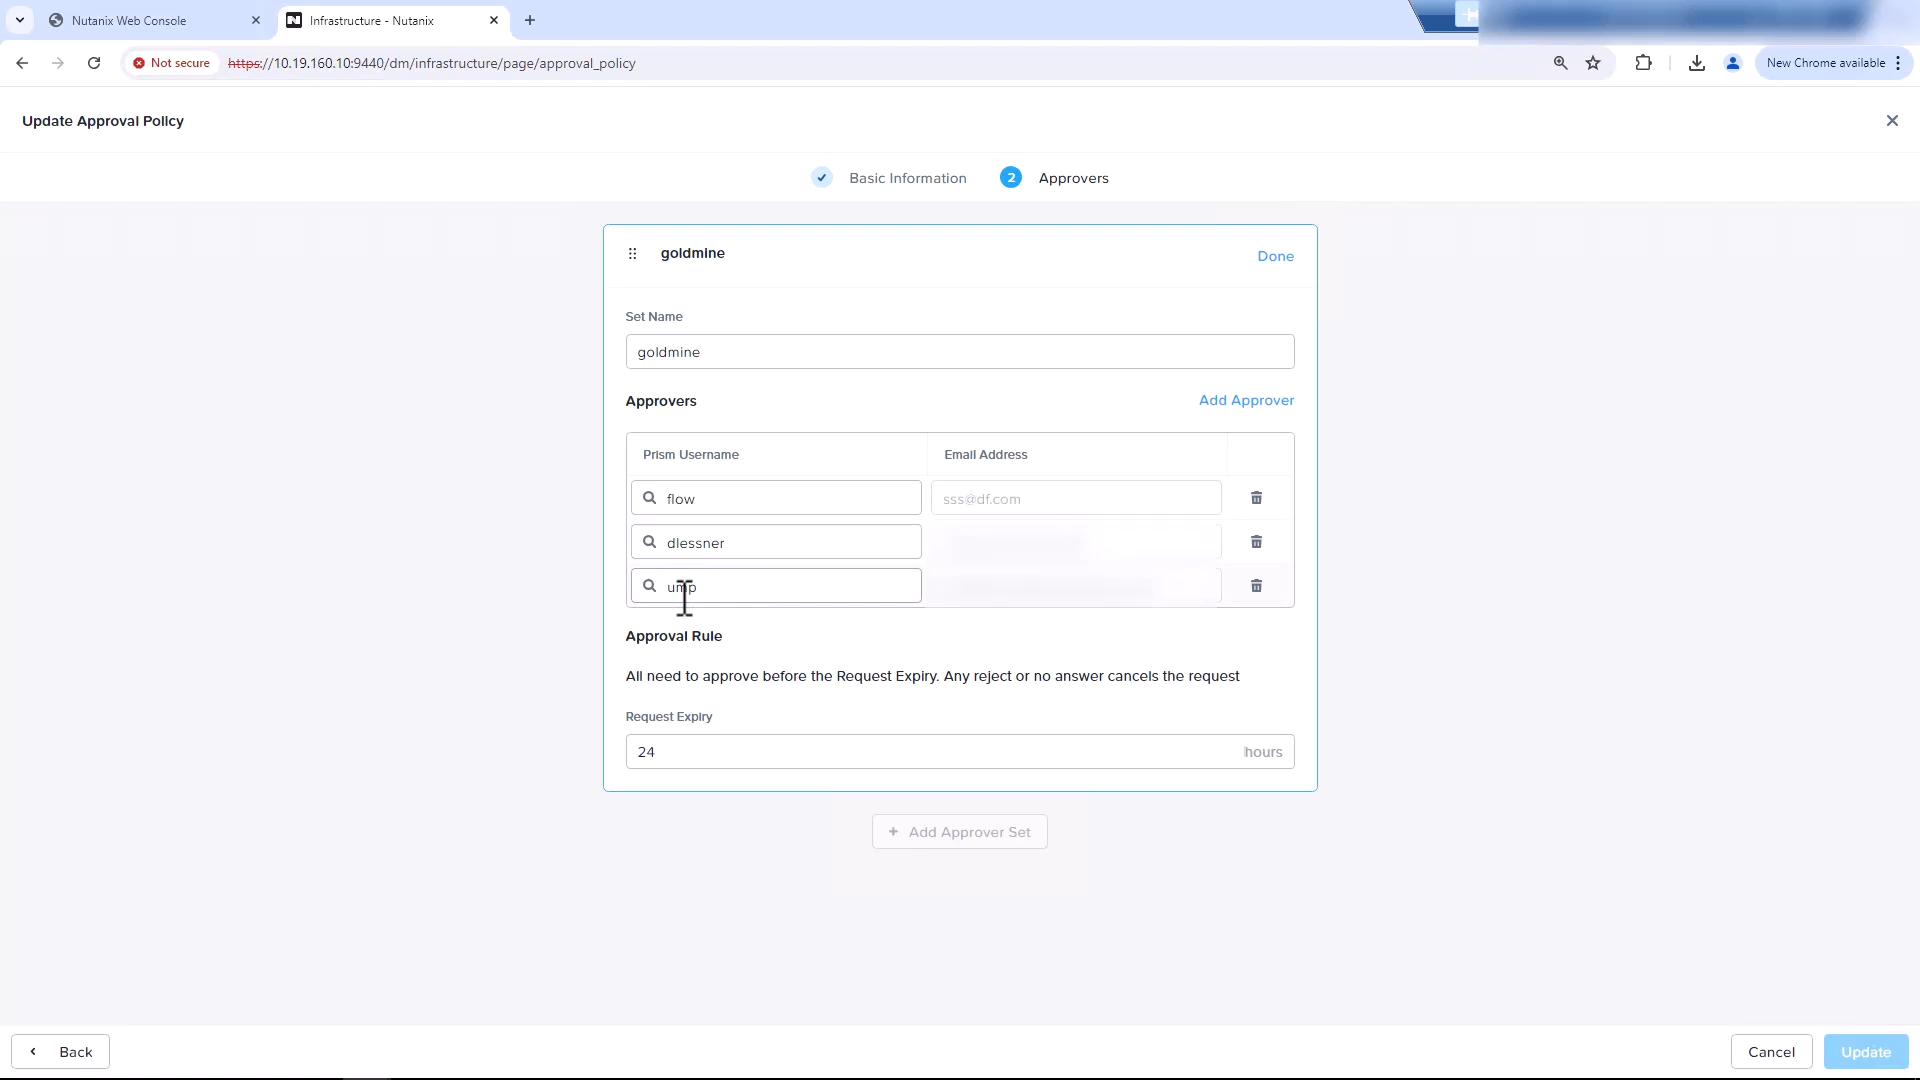 Nutanix Web Console
Infrastructure - Nutanix
Not secure
https://10.19.160.10:9440/dm/infrastructure/page/approval_policy
New Chrome available
Update Approval Policy
Basic Information
2
Approvers
goldmine
Done
Set Name
goldmine
Approvers
Add Approver
Prism Username
Email Address
flow
sss@df.com
dlessner
ump
Approval Rule
All need to approve before the Request Expiry. Any reject or no answer cancels the request
Request Expiry
24
hours
+ Add Approver Set
Back
Cancel
Update